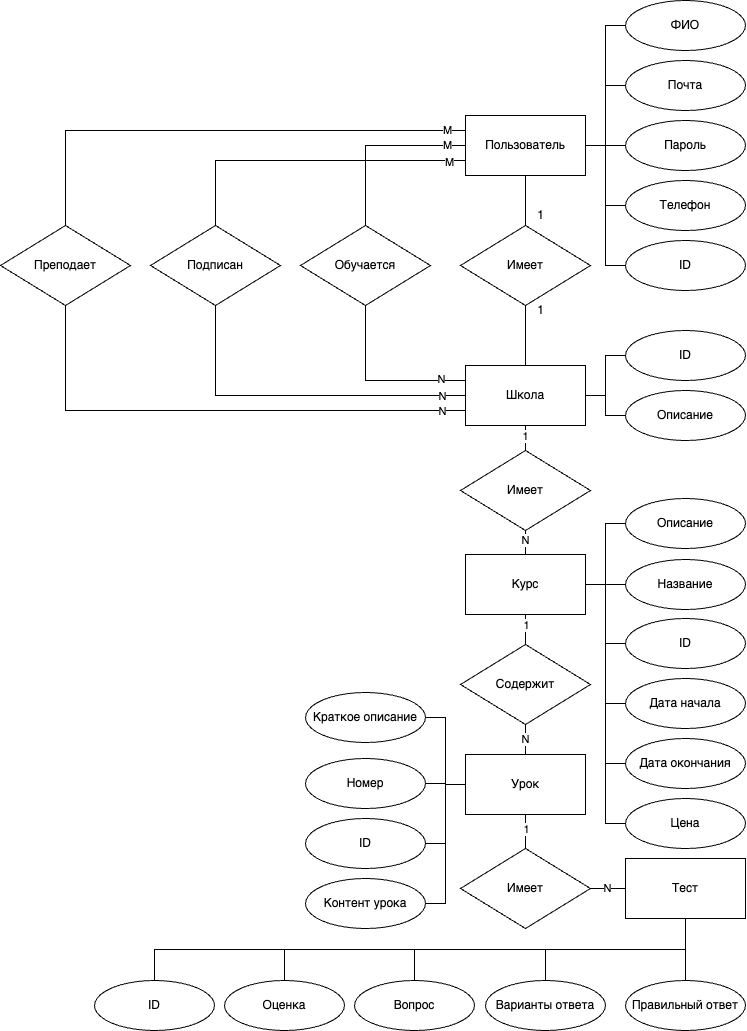 ФИО
Почта
M
Пользователь
M
M
Пароль
Телефон
1
Преподает
Подписан
Обучается
Имеет
ID
1
ID
N
N
Школа
N
Описание
1
Имеет
Описание
N
Курс
Название
1
ID
Содержит
Дата начала
Краткое описание
N
Дата окончания
Номер
Урок
Цена
1
ID
Имеет
N
Тест
Контент урока
ID
Оценка
Вопрос
Варианты ответа
Правильный ответ